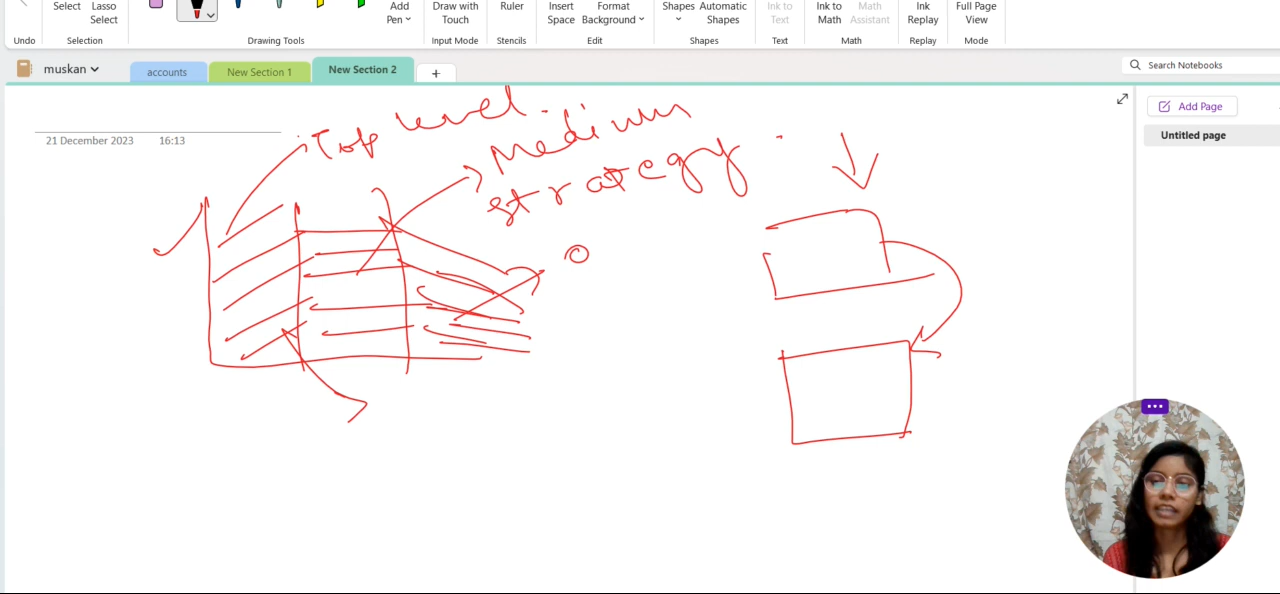 Select
Lasso Select
Add Pen
Draw with Touch
Ruler
Insert Space
Format Background
Shapes
Automatic Shapes
Ink to Text
Ink to Math
Math Assistant
Ink Replay
Full Page View
Undo
Selection
Drawing Tools
Input Mode
Stencils
Edit
Shapes
Text
Math
Replay
Mode
muskan
accounts
New Section 1
New Section 2
+
Search Notebooks
Add Page
Untitled page
21 December 2023 16:13
Top level.
Medium
strategy